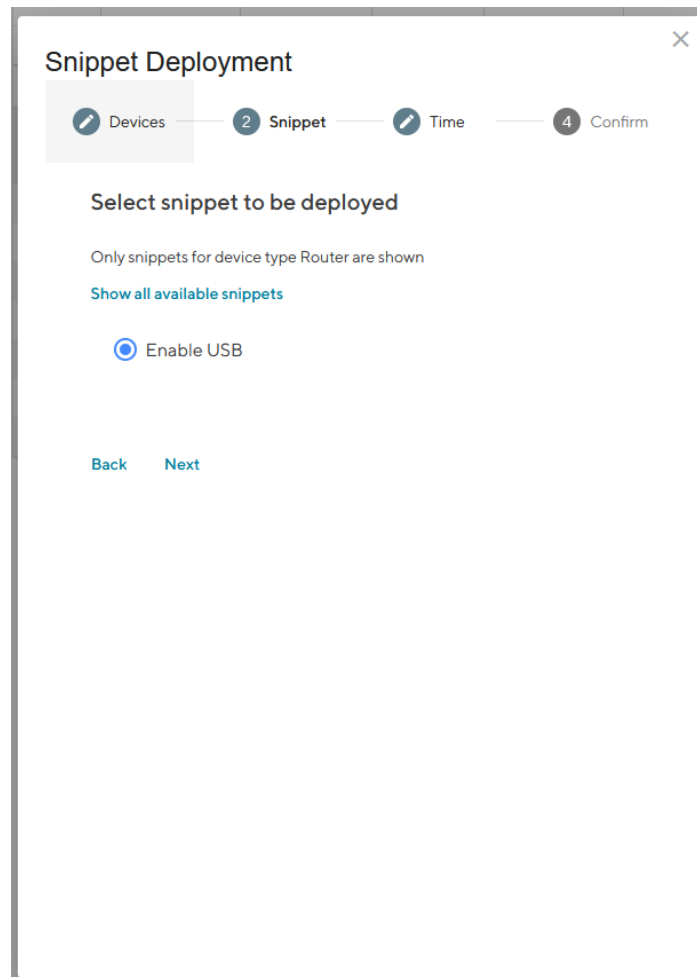 Snippet Deployment
Devices 2 Snippet Time 4 Confirm
Select snippet to be deployed
Only snippets for device type Router are shown
Show all available snippets
Enable USB
Back Next